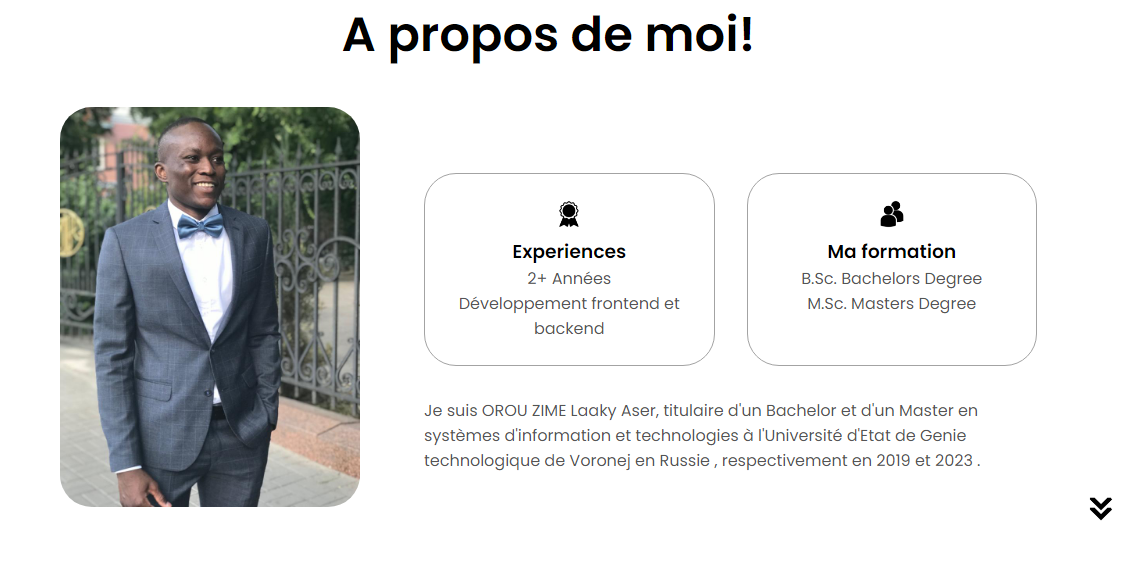 A propos de moi!
Experiences
2+ Années
Développement frontend et
backend
Ma formation
B.Sc. Bachelors Degree
M.Sc. Masters Degree
Je suis OROU ZIME Laaky Aser, titulaire d'un Bachelor et d'un Master en
systèmes d'information et technologies à l'Université d'Etat de Genie
technologique de Voronej en Russie , respectivement en 2019 et 2023 .